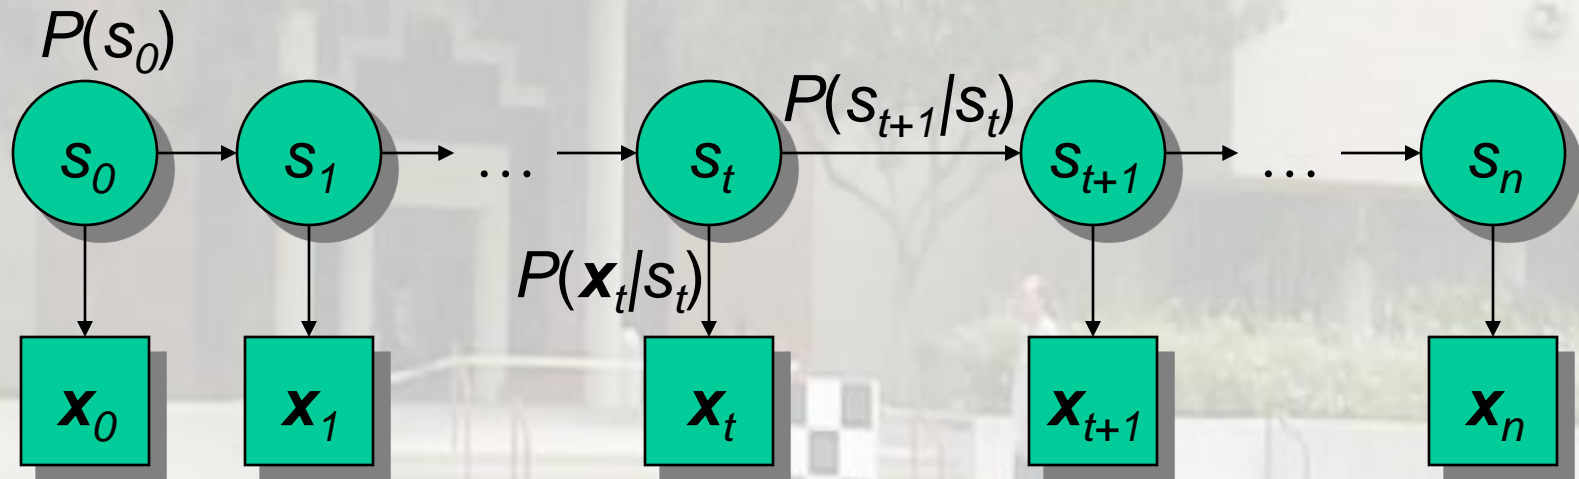 P(s₀)
s₀ s₁ … sₜ P(sₜ₊₁|sₜ) sₜ₊₁ … sₙ
P(𝐱ₜ|sₜ)
𝐱₀ 𝐱₁ 𝐱ₜ 𝐱ₜ₊₁ 𝐱ₙ